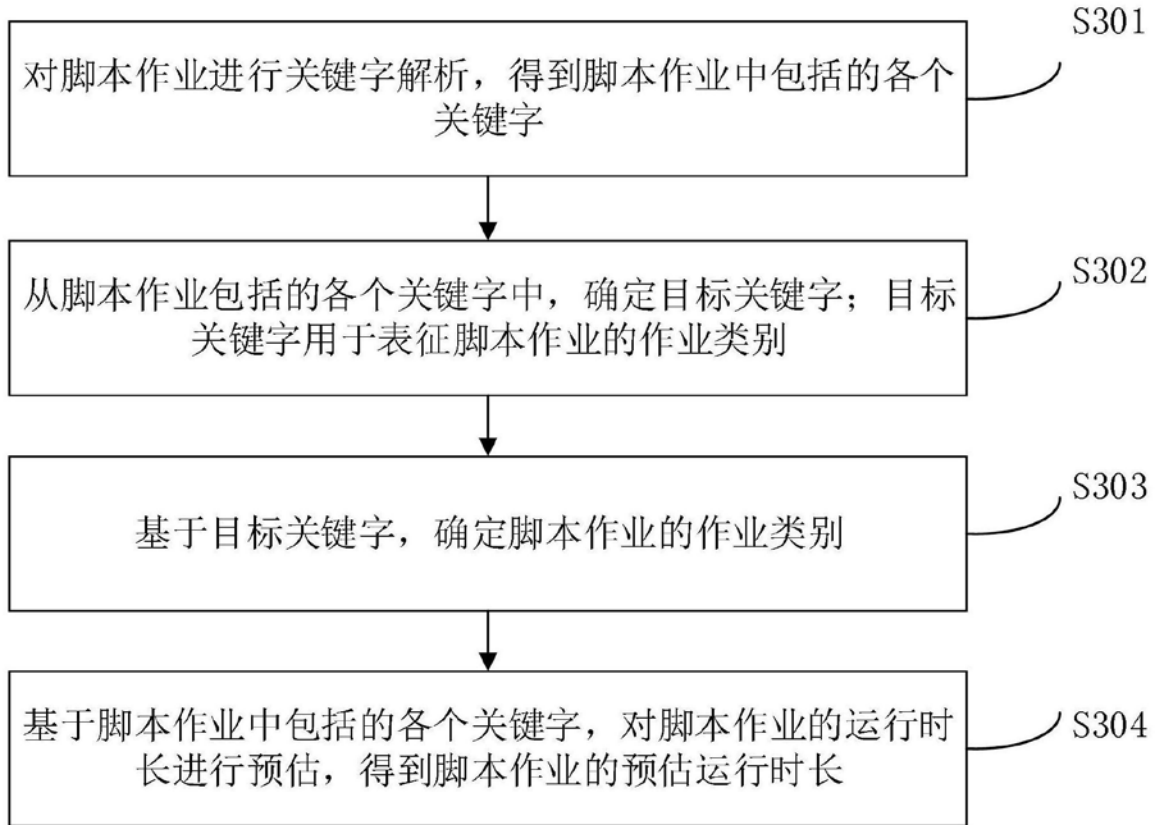 S301
对脚本作业进行关键字解析，得到脚本作业中包括的各个
关键字
S302
从脚本作业包括的各个关键字中，确定目标关键字；目标
关键字用于表征脚本作业的作业类别
S303
基于目标关键字，确定脚本作业的作业类别
S304
基于脚本作业中包括的各个关键字，对脚本作业的运行时
长进行预估，得到脚本作业的预估运行时长